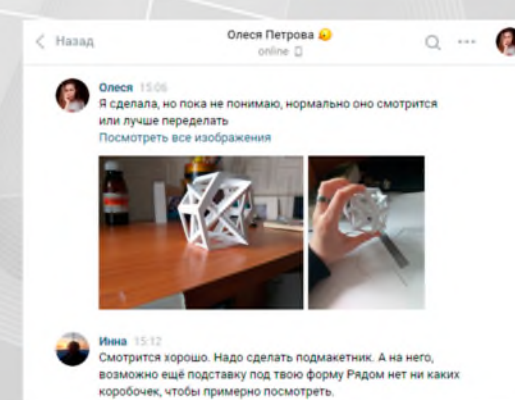 Назад
Олеся Петрова
online
Олеся 15:06
Я сделала, но пока не понимаю, нормально оно смотрится
или лучше переделать
Посмотреть все изображения
Инна 15:12
Смотрится хорошо. Надо сделать подмакетник. А на него,
возможно ещё подставку под твою форму Рядом нет ни каких
коробочек, чтобы примерно посмотреть.